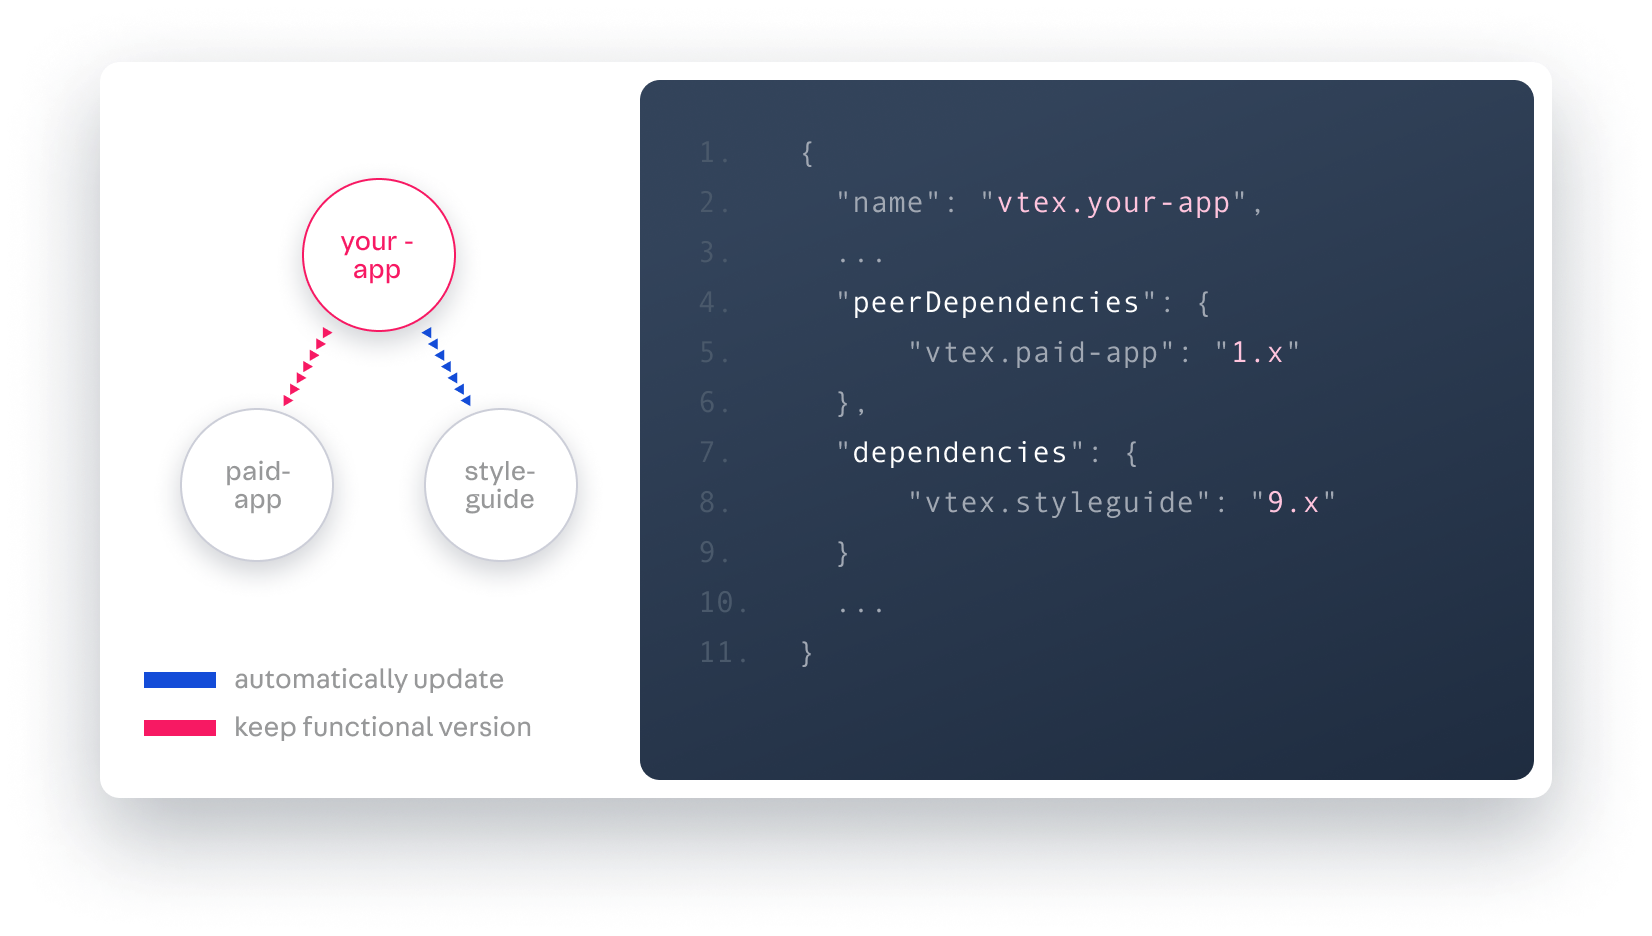 your -
app
paid-
app
style-
guide
automatically update
keep functional version
1. {
2. "name": "vtex.your-app",
3. ...
4. "peerDependencies": {
5. "vtex.paid-app": "1.x"
6. },
7. "dependencies": {
8. "vtex.styleguide": "9.x"
9. }
10. ...
11. }